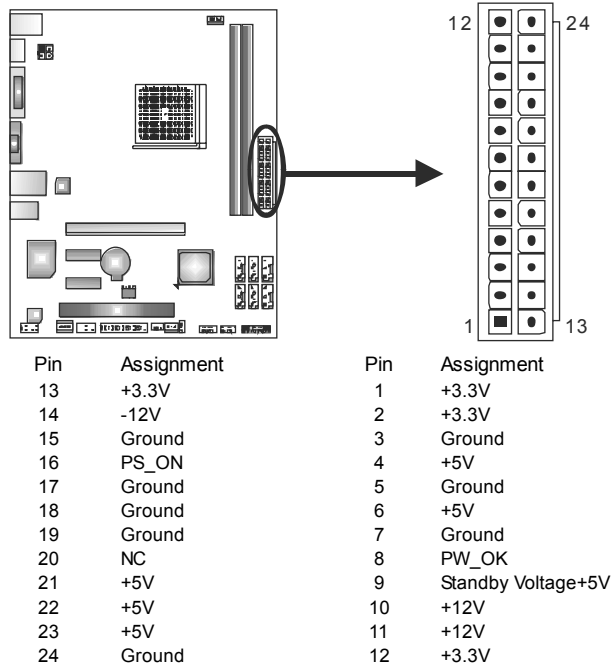 12 24
1 13
Pin Assignment Pin Assignment
13 +3.3V 1 +3.3V
14 -12V 2 +3.3V
15 Ground 3 Ground
16 PS_ON 4 +5V
17 Ground 5 Ground
18 Ground 6 +5V
19 Ground 7 Ground
20 NC 8 PW_OK
21 +5V 9 Standby Voltage+5V
22 +5V 10 +12V
23 +5V 11 +12V
24 Ground 12 +3.3V